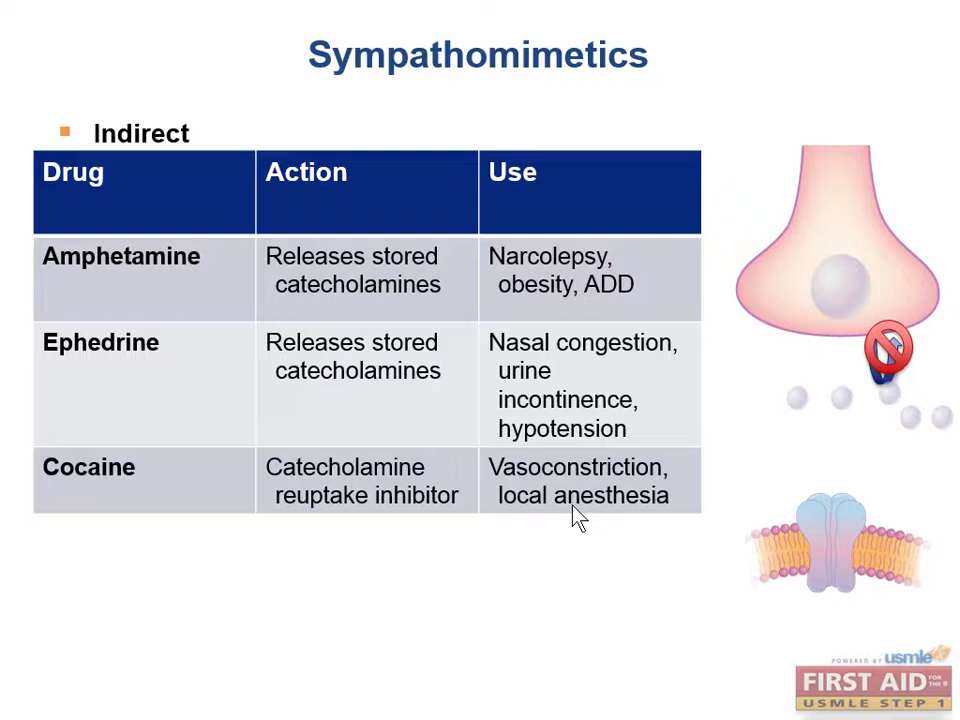 Sympathomimetics
Indirect
Drug
Action
Use
Amphetamine
Releases stored
catecholamines
Narcolepsy,
obesity, ADD
Ephedrine
Releases stored
catecholamines
Nasal congestion,
urine
incontinence,
hypotension
Cocaine
Catecholamine
reuptake inhibitor
Vasoconstriction,
local anesthesia
POWERED BY usmle
FIRST AID FOR THE ®
USMLE STEP 1